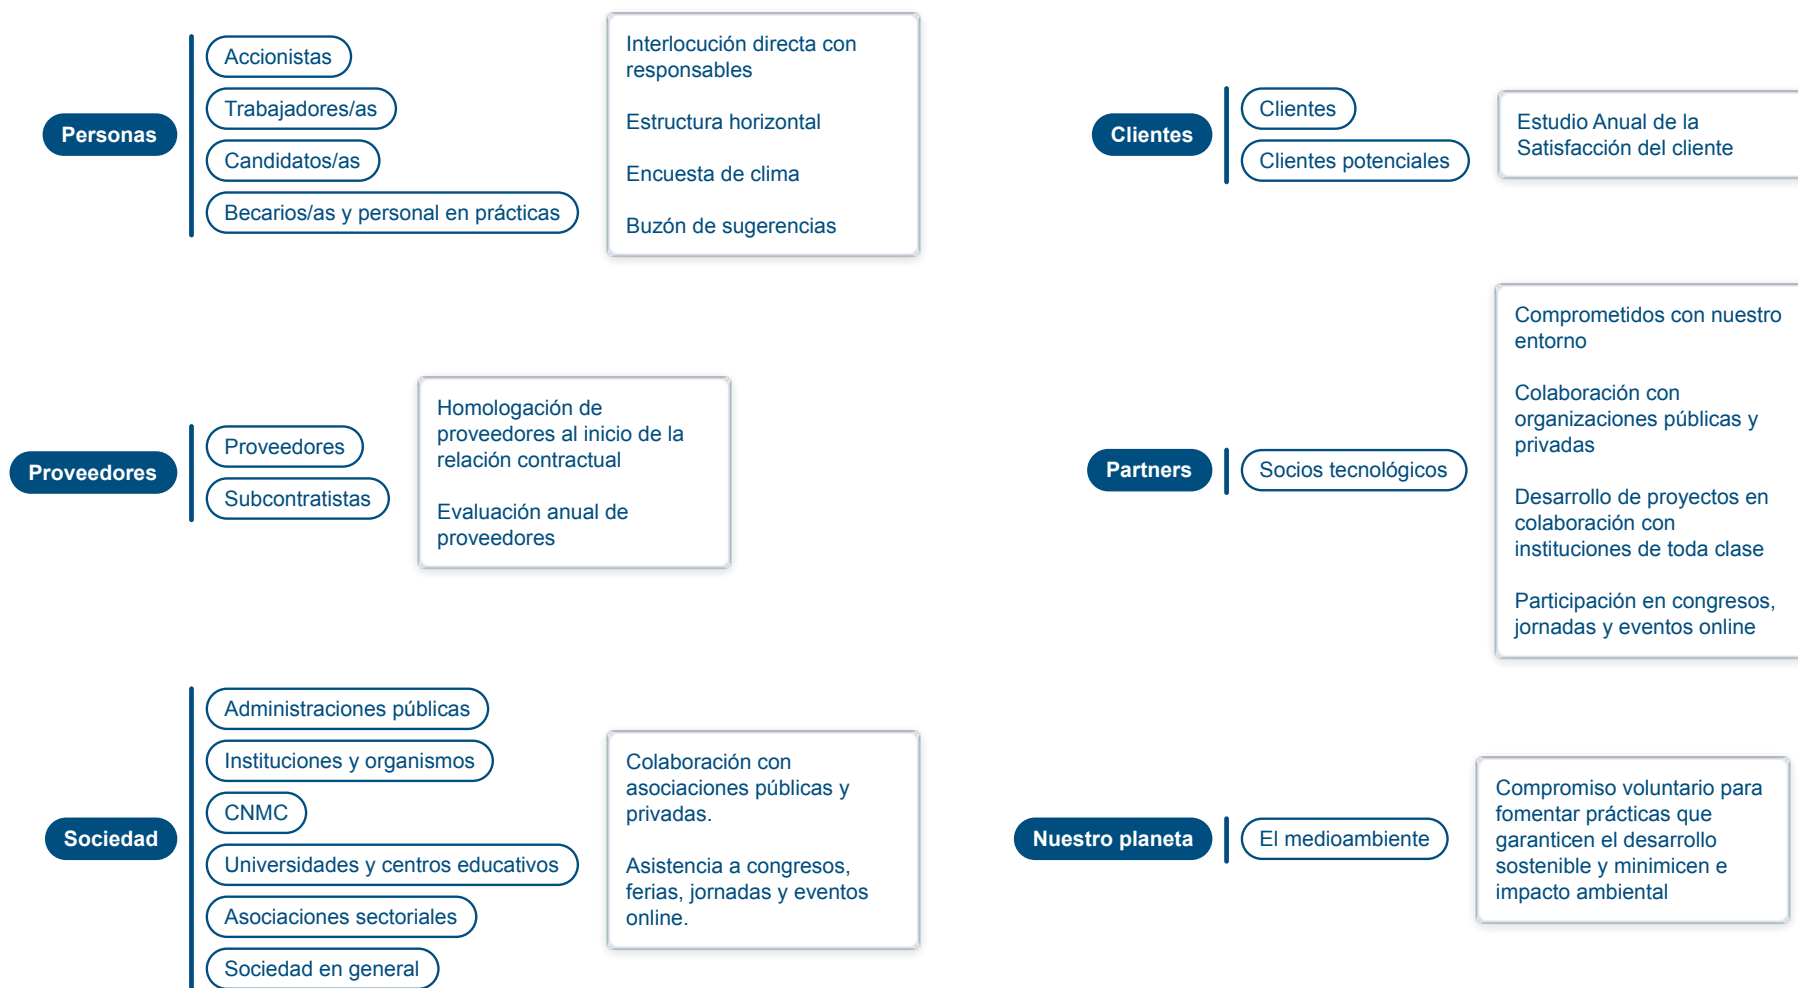 Personas
Accionistas
Trabajadores/as
Candidatos/as
Becarios/as y personal en prácticas
Interlocución directa con
responsables
Estructura horizontal
Encuesta de clima
Buzón de sugerencias
Clientes
Clientes
Clientes potenciales
Estudio Anual de la
Satisfacción del cliente
Proveedores
Proveedores
Subcontratistas
Homologación de
proveedores al inicio de la
relación contractual
Evaluación anual de
proveedores
Partners
Socios tecnológicos
Comprometidos con nuestro
entorno
Colaboración con
organizaciones públicas y
privadas
Desarrollo de proyectos en
colaboración con
instituciones de toda clase
Participación en congresos,
jornadas y eventos online
Sociedad
Administraciones públicas
Instituciones y organismos
CNMC
Universidades y centros educativos
Asociaciones sectoriales
Sociedad en general
Colaboración con
asociaciones públicas y
privadas.
Asistencia a congresos,
ferias, jornadas y eventos
online.
Nuestro planeta
El medioambiente
Compromiso voluntario para
fomentar prácticas que
garanticen el desarrollo
sostenible y minimicen e
impacto ambiental